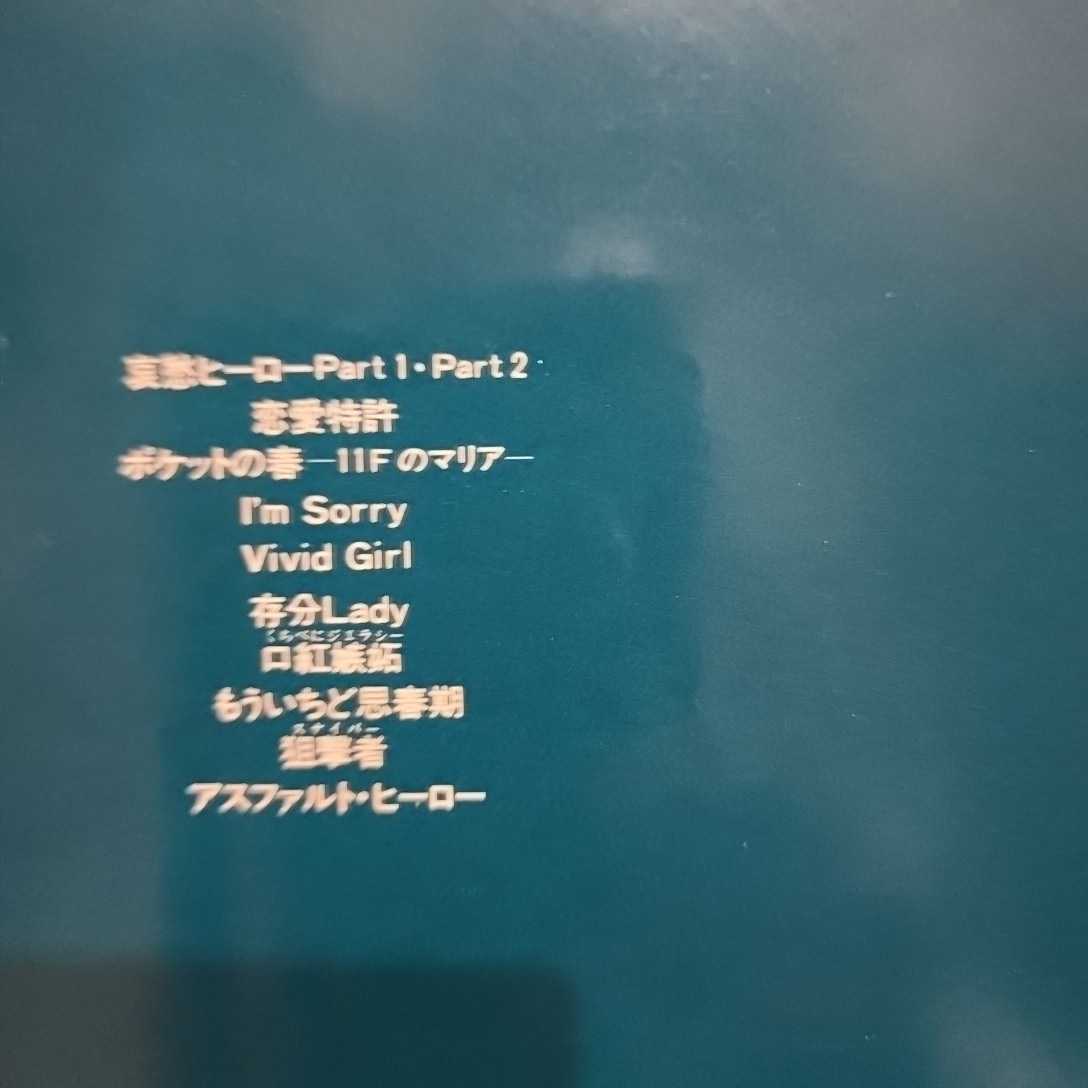 哀愁ヒーローPart 1・Part 2
恋愛特許
ポケットの春—11Fのマリア—
I'm Sorry
Vivid Girl
存分Lady
くちべにジェラシー
口紅嫉妬
もういちど思春期
スナイパー
狙撃者
アスファルト・ヒーロー